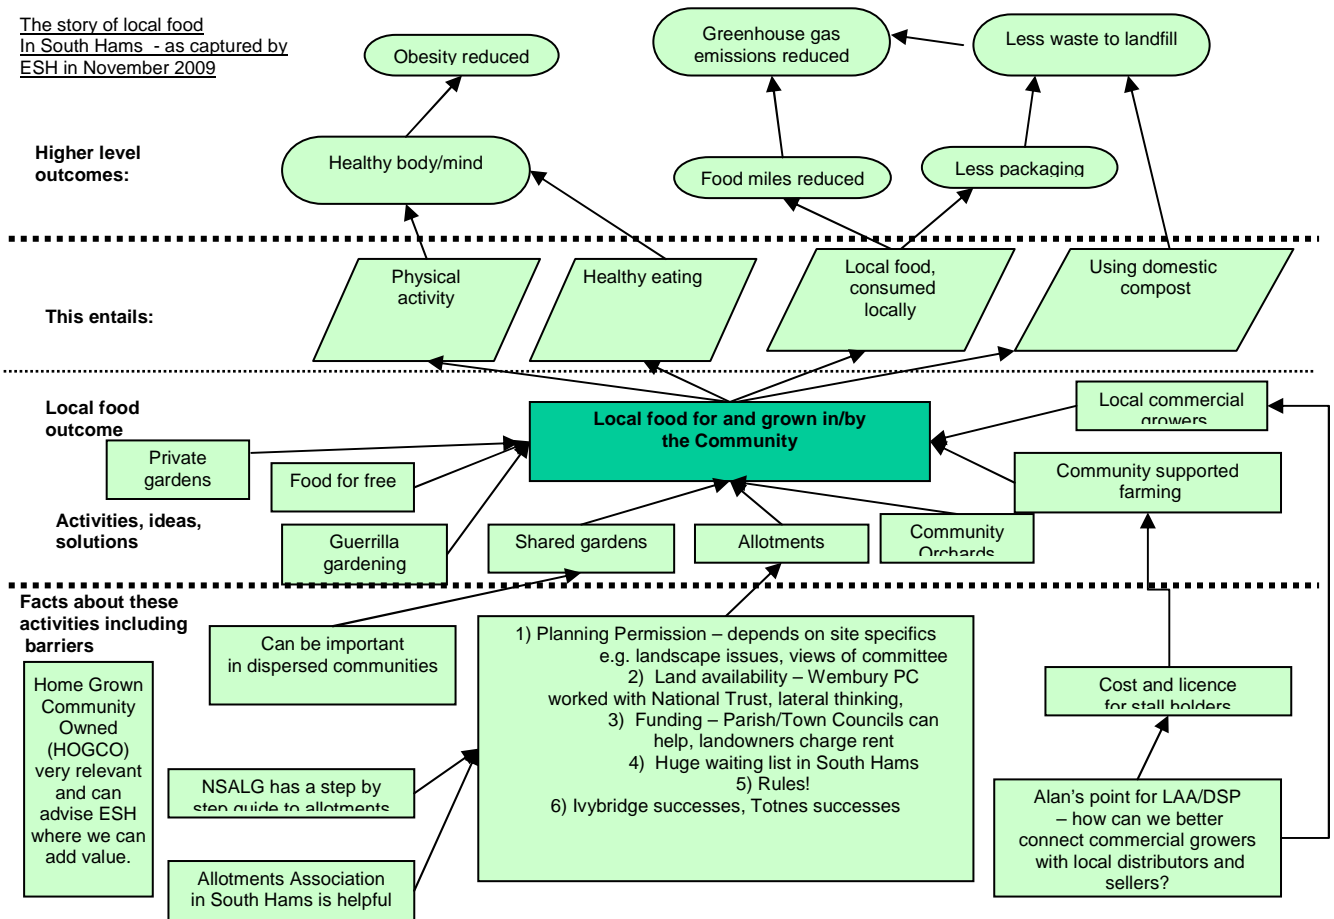 The story of local food
In South Hams - as captured by
ESH in November 2009
Obesity reduced
Greenhouse gas
emissions reduced
Less waste to landfill
Higher level
outcomes:
Healthy body/mind
Food miles reduced
Less packaging
This entails:
Physical
activity
Healthy eating
Local food,
consumed
locally
Using domestic
compost
Local food
outcome
Local food for and grown in/by
the Community
Local commercial
growers
Private
gardens
Food for free
Community supported
farming
Activities, ideas,
solutions
Guerrilla
gardening
Shared gardens
Allotments
Community
Orchards
Facts about these
activities including
barriers
Can be important
in dispersed communities
1) Planning Permission – depends on site specifics
e.g. landscape issues, views of committee
2) Land availability – Wembury PC
worked with National Trust, lateral thinking,
3) Funding – Parish/Town Councils can
help, landowners charge rent
4) Huge waiting list in South Hams
5) Rules!
6) Ivybridge successes, Totnes successes
Home Grown
Community
Owned
(HOGCO)
very relevant
and can
advise ESH
where we can
add value.
Cost and licence
for stall holders
NSALG has a step by
step guide to allotments
Alan's point for LAA/DSP
– how can we better
connect commercial growers
with local distributors and
sellers?
Allotments Association
in South Hams is helpful